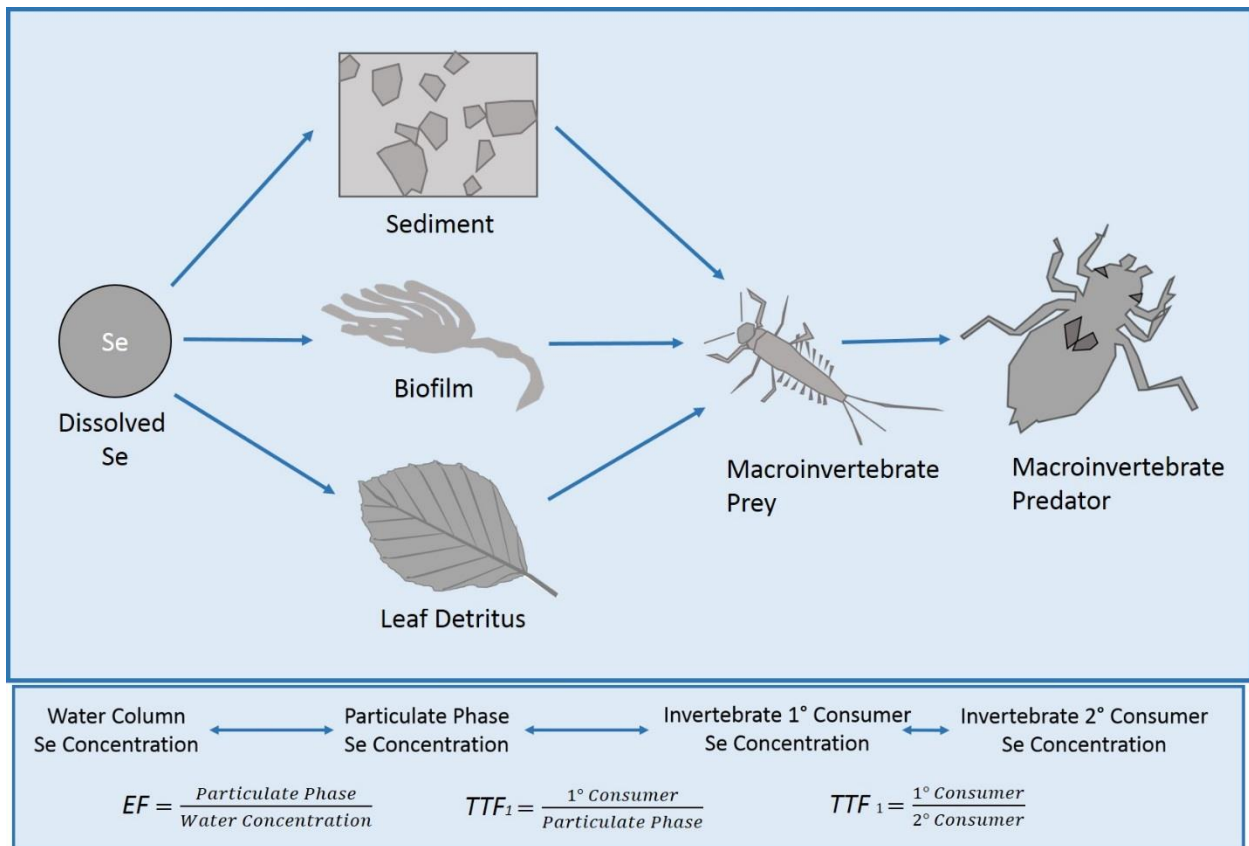 Sediment
Se
Dissolved
Se
Biofilm
Leaf Detritus
Macroinvertebrate
Prey
Macroinvertebrate
Predator
Water Column
Se Concentration
Particulate Phase
Se Concentration
Invertebrate 1° Consumer
Se Concentration
Invertebrate 2° Consumer
Se Concentration
EF = Particulate Phase / Water Concentration
TTF₁ = 1° Consumer / Particulate Phase
TTF ₁ = 1° Consumer / 2° Consumer